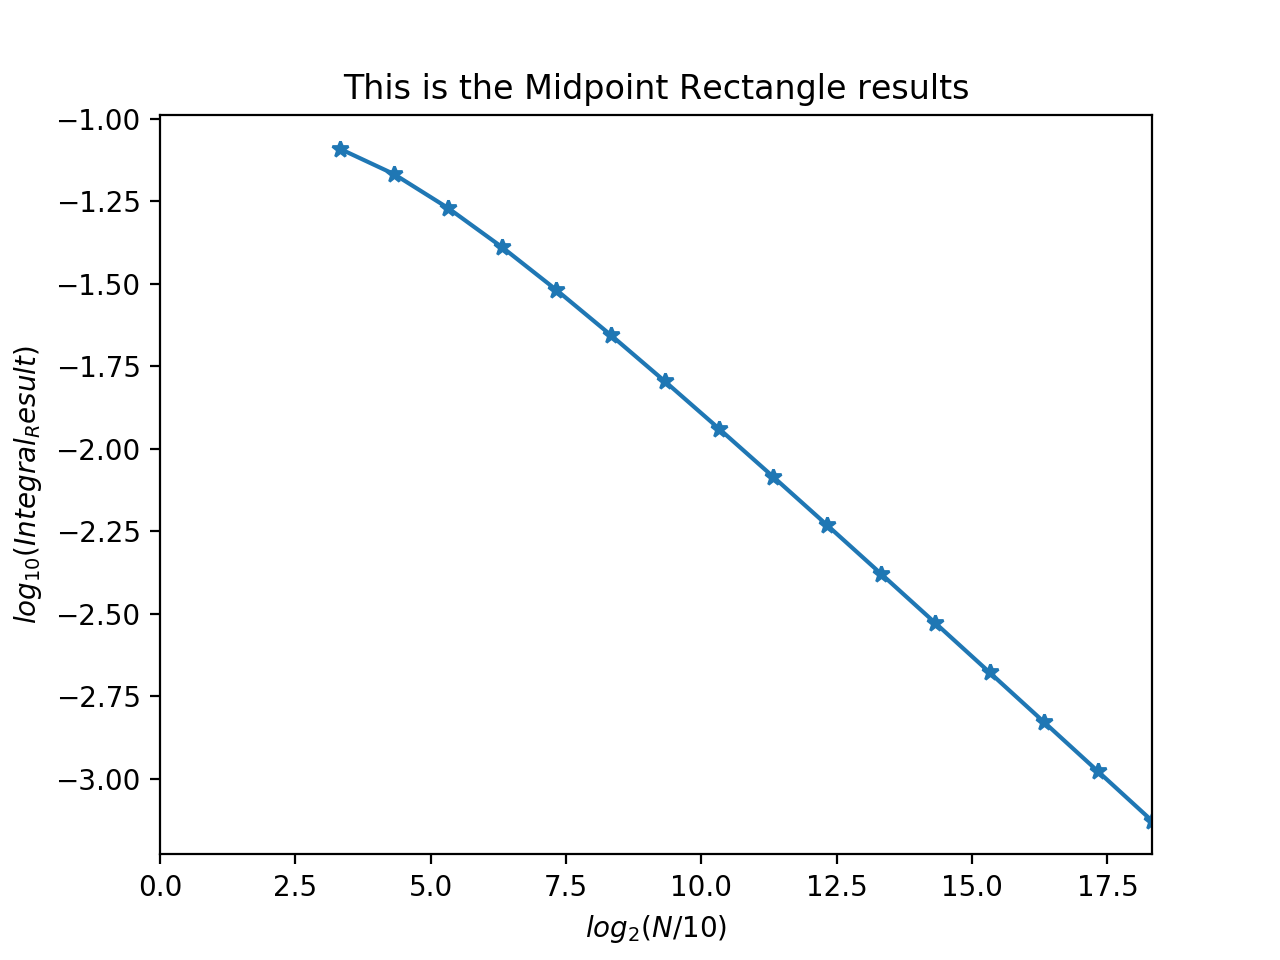 This is the Midpoint Rectangle results
−1.00
−1.25
−1.50
−1.75
−2.00
−2.25
−2.50
−2.75
−3.00
log₁₀(Integral_Result)
0.0 2.5 5.0 7.5 10.0 12.5 15.0 17.5
log₂(N/10)